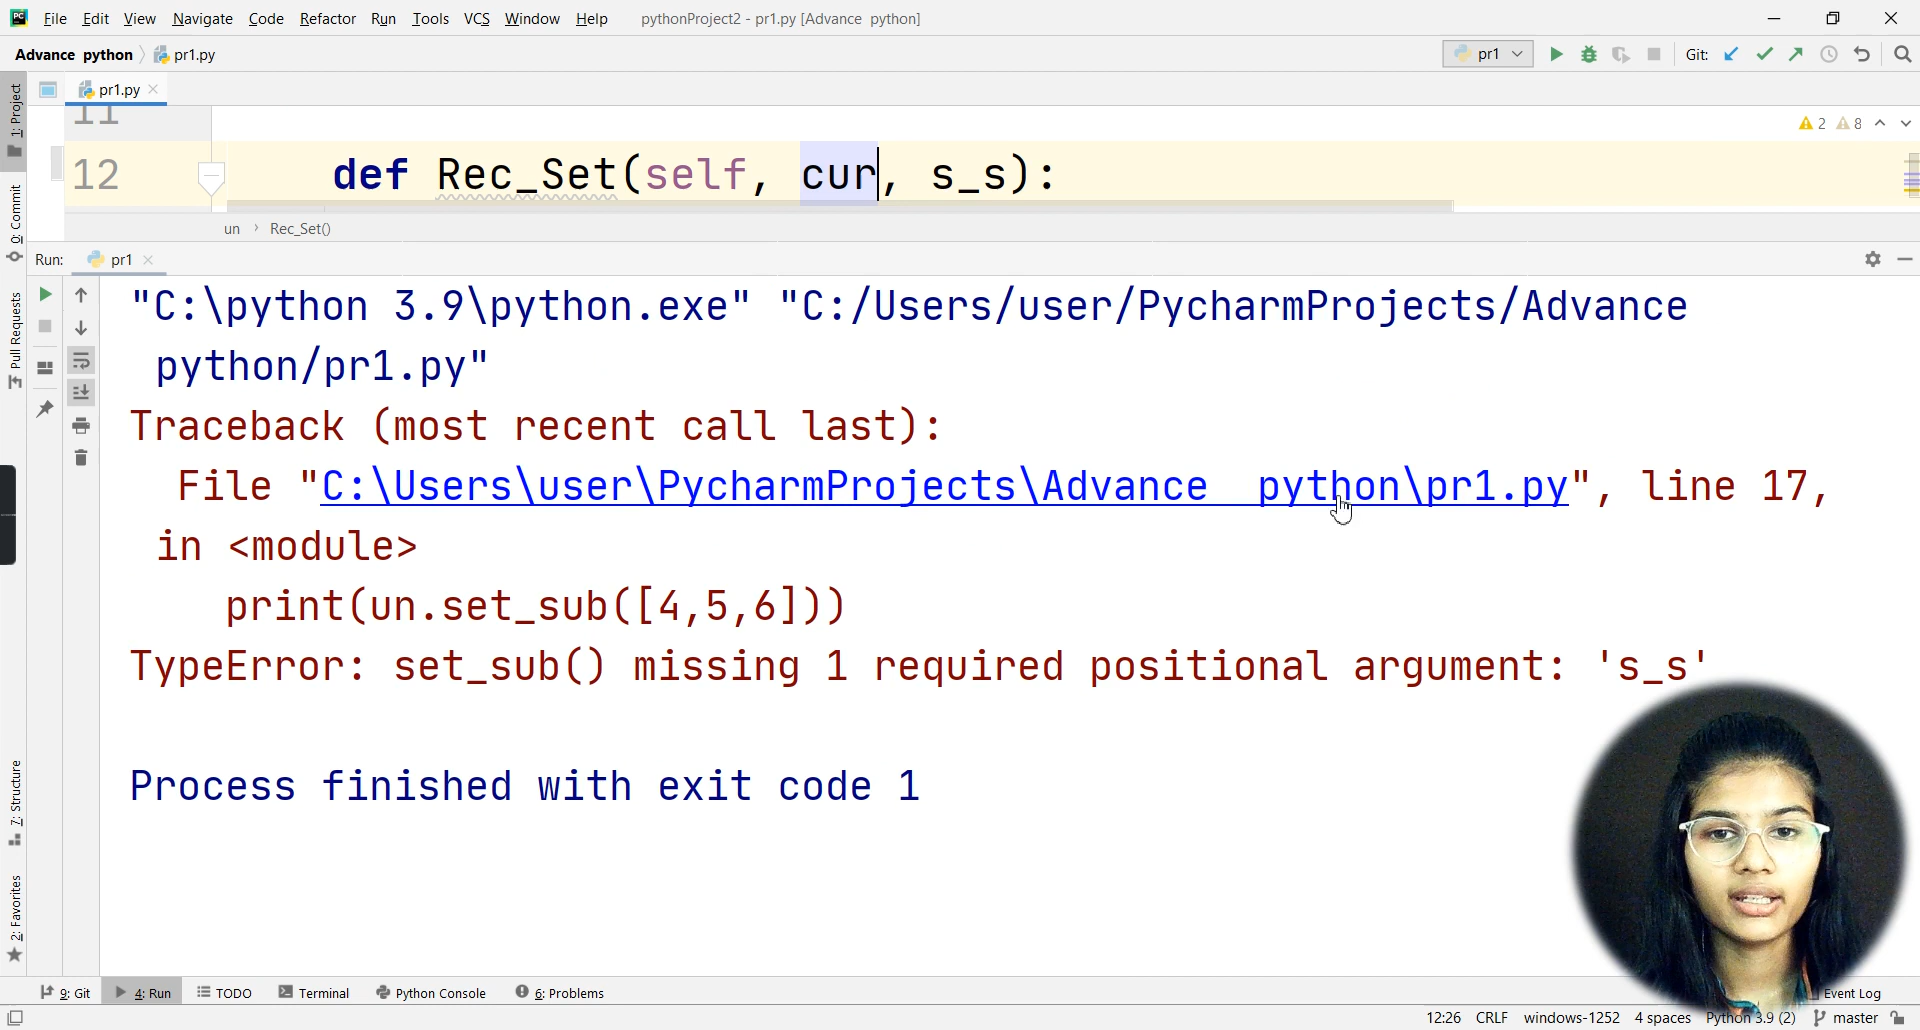 File Edit View Navigate Code Refactor Run Tools VCS Window Help pythonProject2 - pr1.py [Advance python]
Advance python pr1.py pr1 Git:
1: Project
pr1.py
11
2 8
12 def Rec_Set(self, cur, s_s):
0: Commit
un Rec_Set()
Run: pr1
Pull Requests
"C:\python 3.9\python.exe" "C:/Users/user/PycharmProjects/Advance
python/pr1.py"
Traceback (most recent call last):
File "C:\Users\user\PycharmProjects\Advance  python\pr1.py", line 17,
in <module>
print(un.set_sub([4,5,6]))
TypeError: set_sub() missing 1 required positional argument: 's_s'
Process finished with exit code 1
7: Structure
2: Favorites
9: Git 4: Run TODO Terminal Python Console 6: Problems Event Log
12:26 CRLF windows-1252 4 spaces Python 3.9 (2) master